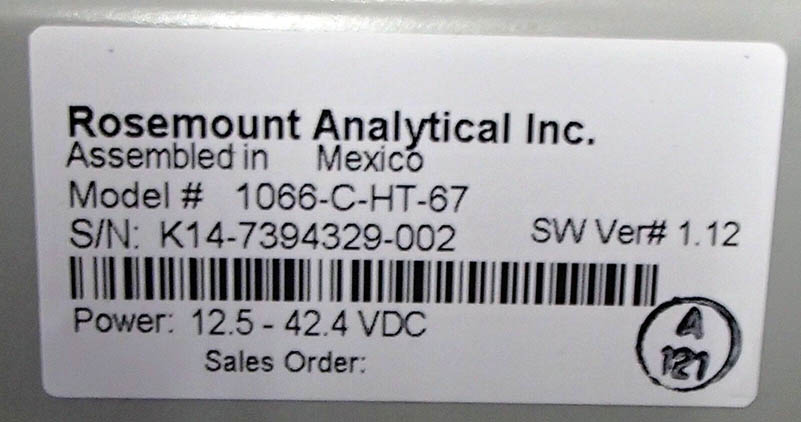 Rosemount Analytical Inc.
Assembled in Mexico
Model # 1066-C-HT-67
S/N: K14-7394329-002 SW Ver# 1.12
Power: 12.5 - 42.4 VDC
Sales Order:
A
121